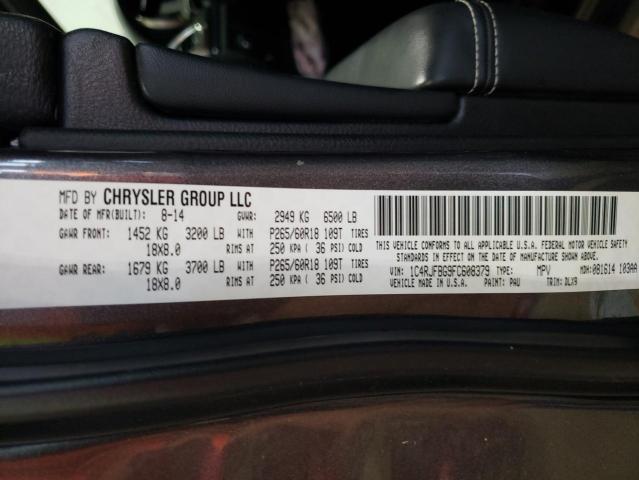 MFD BY CHRYSLER GROUP LLC
DATE OF MFR(BUILT): 8-14 GVWR: 2949 KG 6500 LB
GAWR FRONT: 1452 KG 3200 LB WITH P265/60R18 109T TIRES
18X8.0 RIMS AT 250 KPA ( 36 PSI) COLD
GAWR REAR: 1679 KG 3700 LB WITH P265/60R18 109T TIRES
18X8.0 RIMS AT 250 KPA ( 36 PSI) COLD
THIS VEHICLE CONFORMS TO ALL APPLICABLE U.S.A. FEDERAL MOTOR VEHICLE SAFETY
STANDARDS IN EFFECT ON THE DATE OF MANUFACTURE SHOWN ABOVE.
VIN: 1C4RJFBG9FC608379 TYPE: MPV MDH: 081614 103AA
VEHICLE MADE IN U.S.A. PAINT: PAU TRIM: DLX9